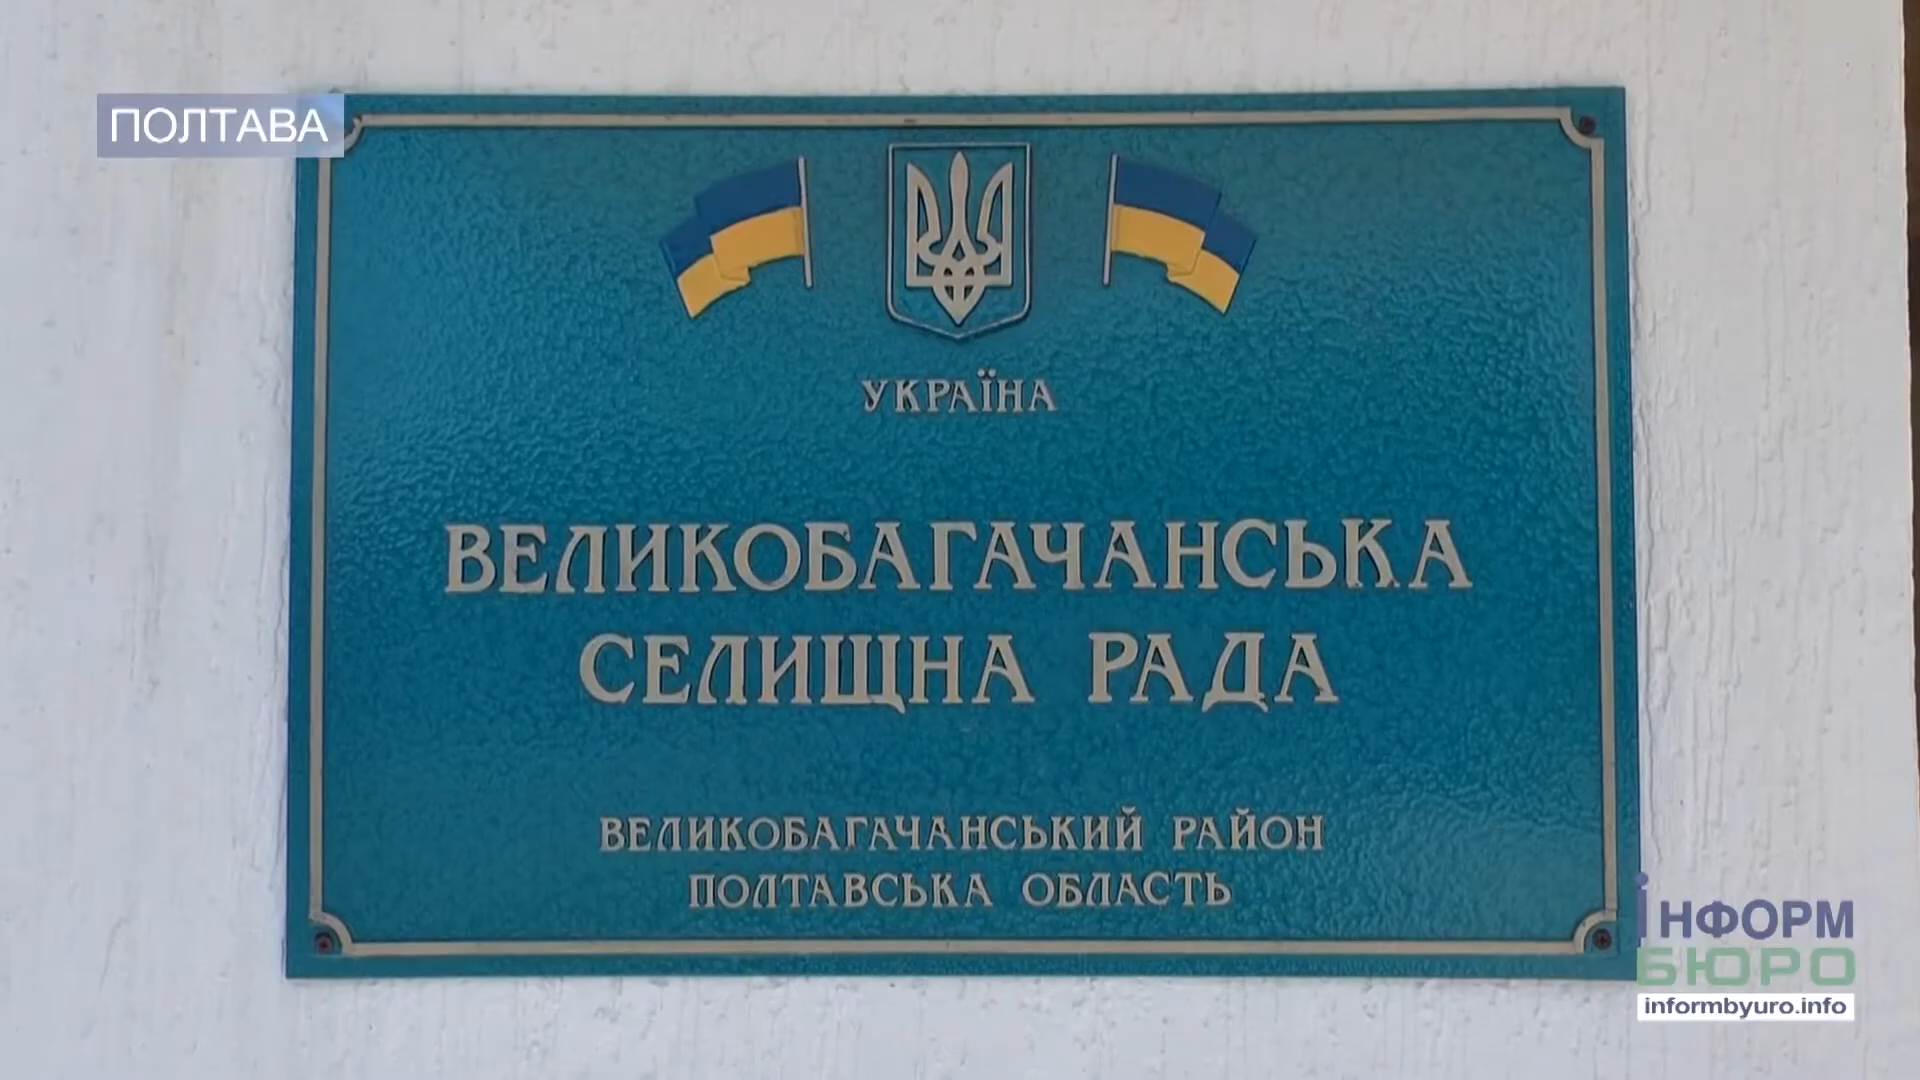 ПОЛТАВА
УКРАЇНА
ВЕЛИКОБАГАЧАНСЬКА
СЕЛИЩНА РАДА
ВЕЛИКОБАГАЧАНСЬКИЙ РАЙОН
ПОЛТАВСЬКА ОБЛАСТЬ
ІНФОРМ
БЮРО
informbyuro.info